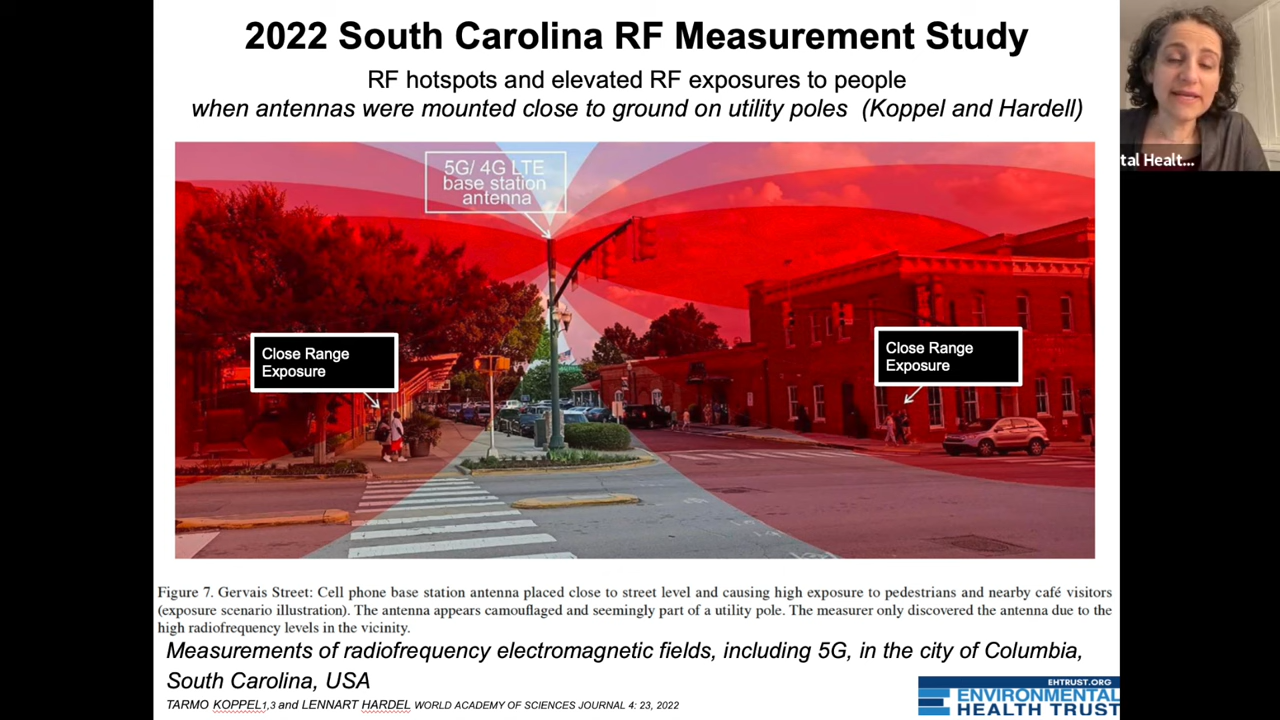 2022 South Carolina RF Measurement Study
RF hotspots and elevated RF exposures to people
when antennas were mounted close to ground on utility poles (Koppel and Hardell)
tal Healt...
5G/ 4G LTE
base station
antenna
Close Range
Exposure
Close Range
Exposure
Figure 7. Gervais Street: Cell phone base station antenna placed close to street level and causing high exposure to pedestrians and nearby café visitors
(exposure scenario illustration). The antenna appears camouflaged and seemingly part of a utility pole. The measurer only discovered the antenna due to the
high radiofrequency levels in the vicinity.
Measurements of radiofrequency electromagnetic fields, including 5G, in the city of Columbia,
South Carolina, USA
TARMO KOPPEL1,3 and LENNART HARDEL WORLD ACADEMY OF SCIENCES JOURNAL 4: 23, 2022
EHTRUST.ORG
ENVIRONMENTAL
HEALTH TRUST